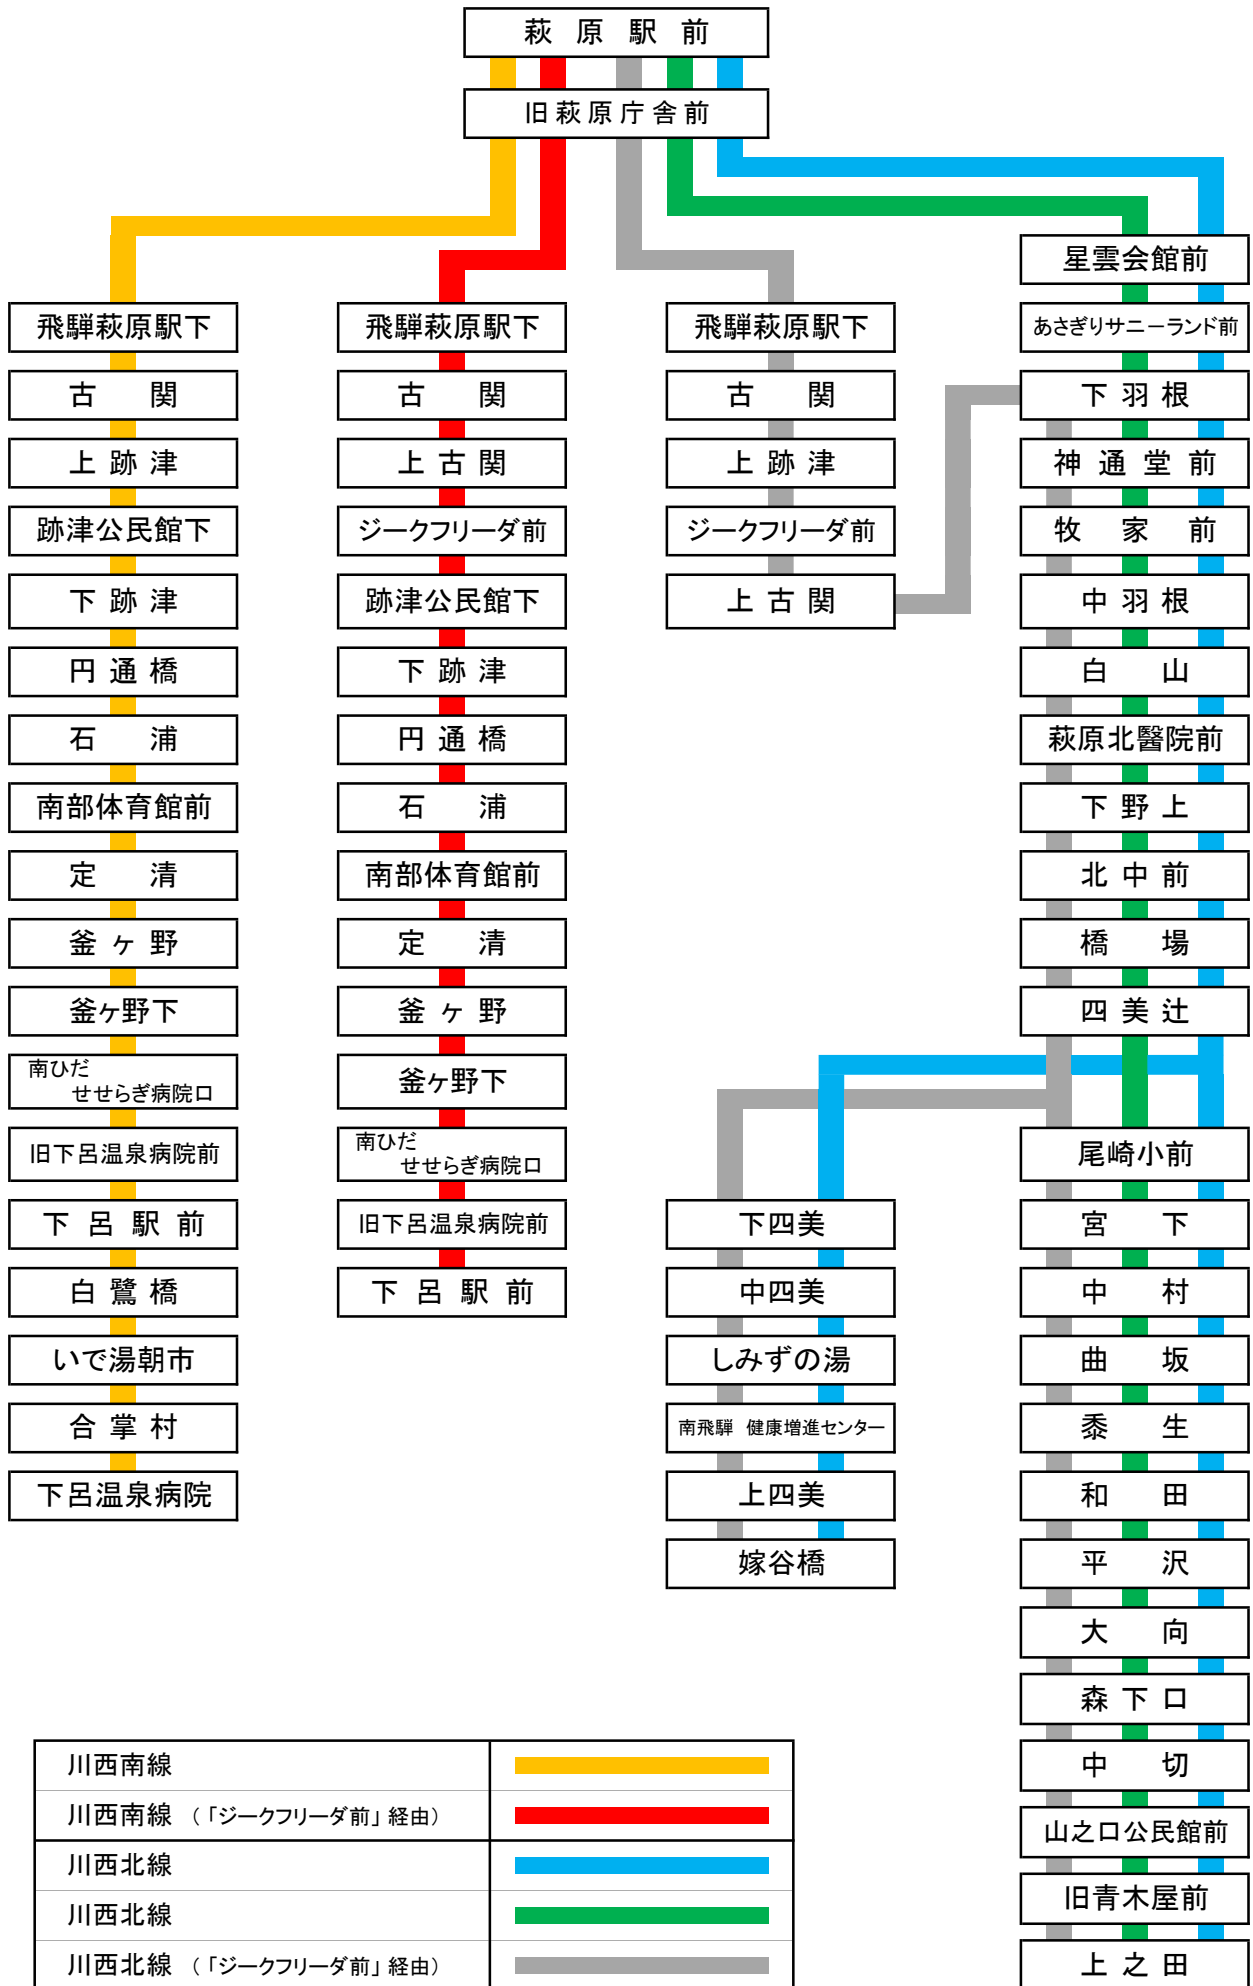 萩原駅前
旧萩原庁舎前
飛騨萩原駅下
古関
上跡津
跡津公民館下
下跡津
円通橋
石浦
南部体育館前
定清
釜ヶ野
釜ヶ野下
南ひだ
せせらぎ病院口
旧下呂温泉病院前
下呂駅前
白鷺橋
いで湯朝市
合掌村
下呂温泉病院
飛騨萩原駅下
古関
上古関
ジークフリーダ前
跡津公民館下
下跡津
円通橋
石浦
南部体育館前
定清
釜ヶ野
釜ヶ野下
南ひだ
せせらぎ病院口
旧下呂温泉病院前
下呂駅前
飛騨萩原駅下
古関
上跡津
ジークフリーダ前
上古関
下四美
中四美
しみずの湯
南飛騨 健康増進センター
上四美
嫁谷橋
星雲会館前
あさぎりサニーランド前
下羽根
神通堂前
牧家前
中羽根
白山
萩原北醫院前
下野上
北中前
橋場
四美辻
尾崎小前
宮下
中村
曲坂
黍生
和田
平沢
大向
森下口
中切
山之口公民館前
旧青木屋前
上之田
川西南線
川西南線 (「ジークフリーダ前」経由)
川西北線
川西北線
川西北線 (「ジークフリーダ前」経由)